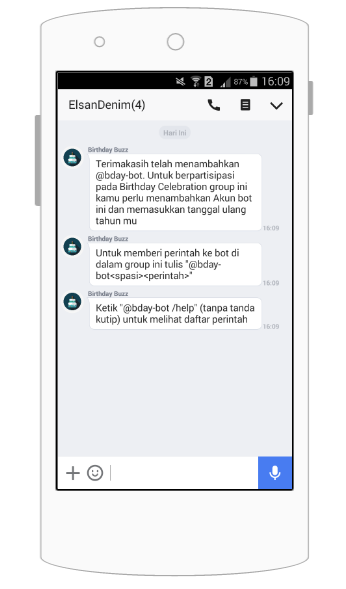 87% 16:09
ElsanDenim(4)
Hari Ini
Birthday Buzz
Terimakasih telah menambahkan
@bday-bot. Untuk berpartisipasi
pada Birthday Celebration group ini
kamu perlu menambahkan Akun bot
ini dan memasukkan tanggal ulang
tahun mu
16:09
Birthday Buzz
Untuk memberi perintah ke bot di
dalam group ini tulis "@bday-
bot<spasi><perintah>"
16:09
Birthday Buzz
Ketik "@bday-bot /help" (tanpa tanda
kutip) untuk melihat daftar perintah
16:09